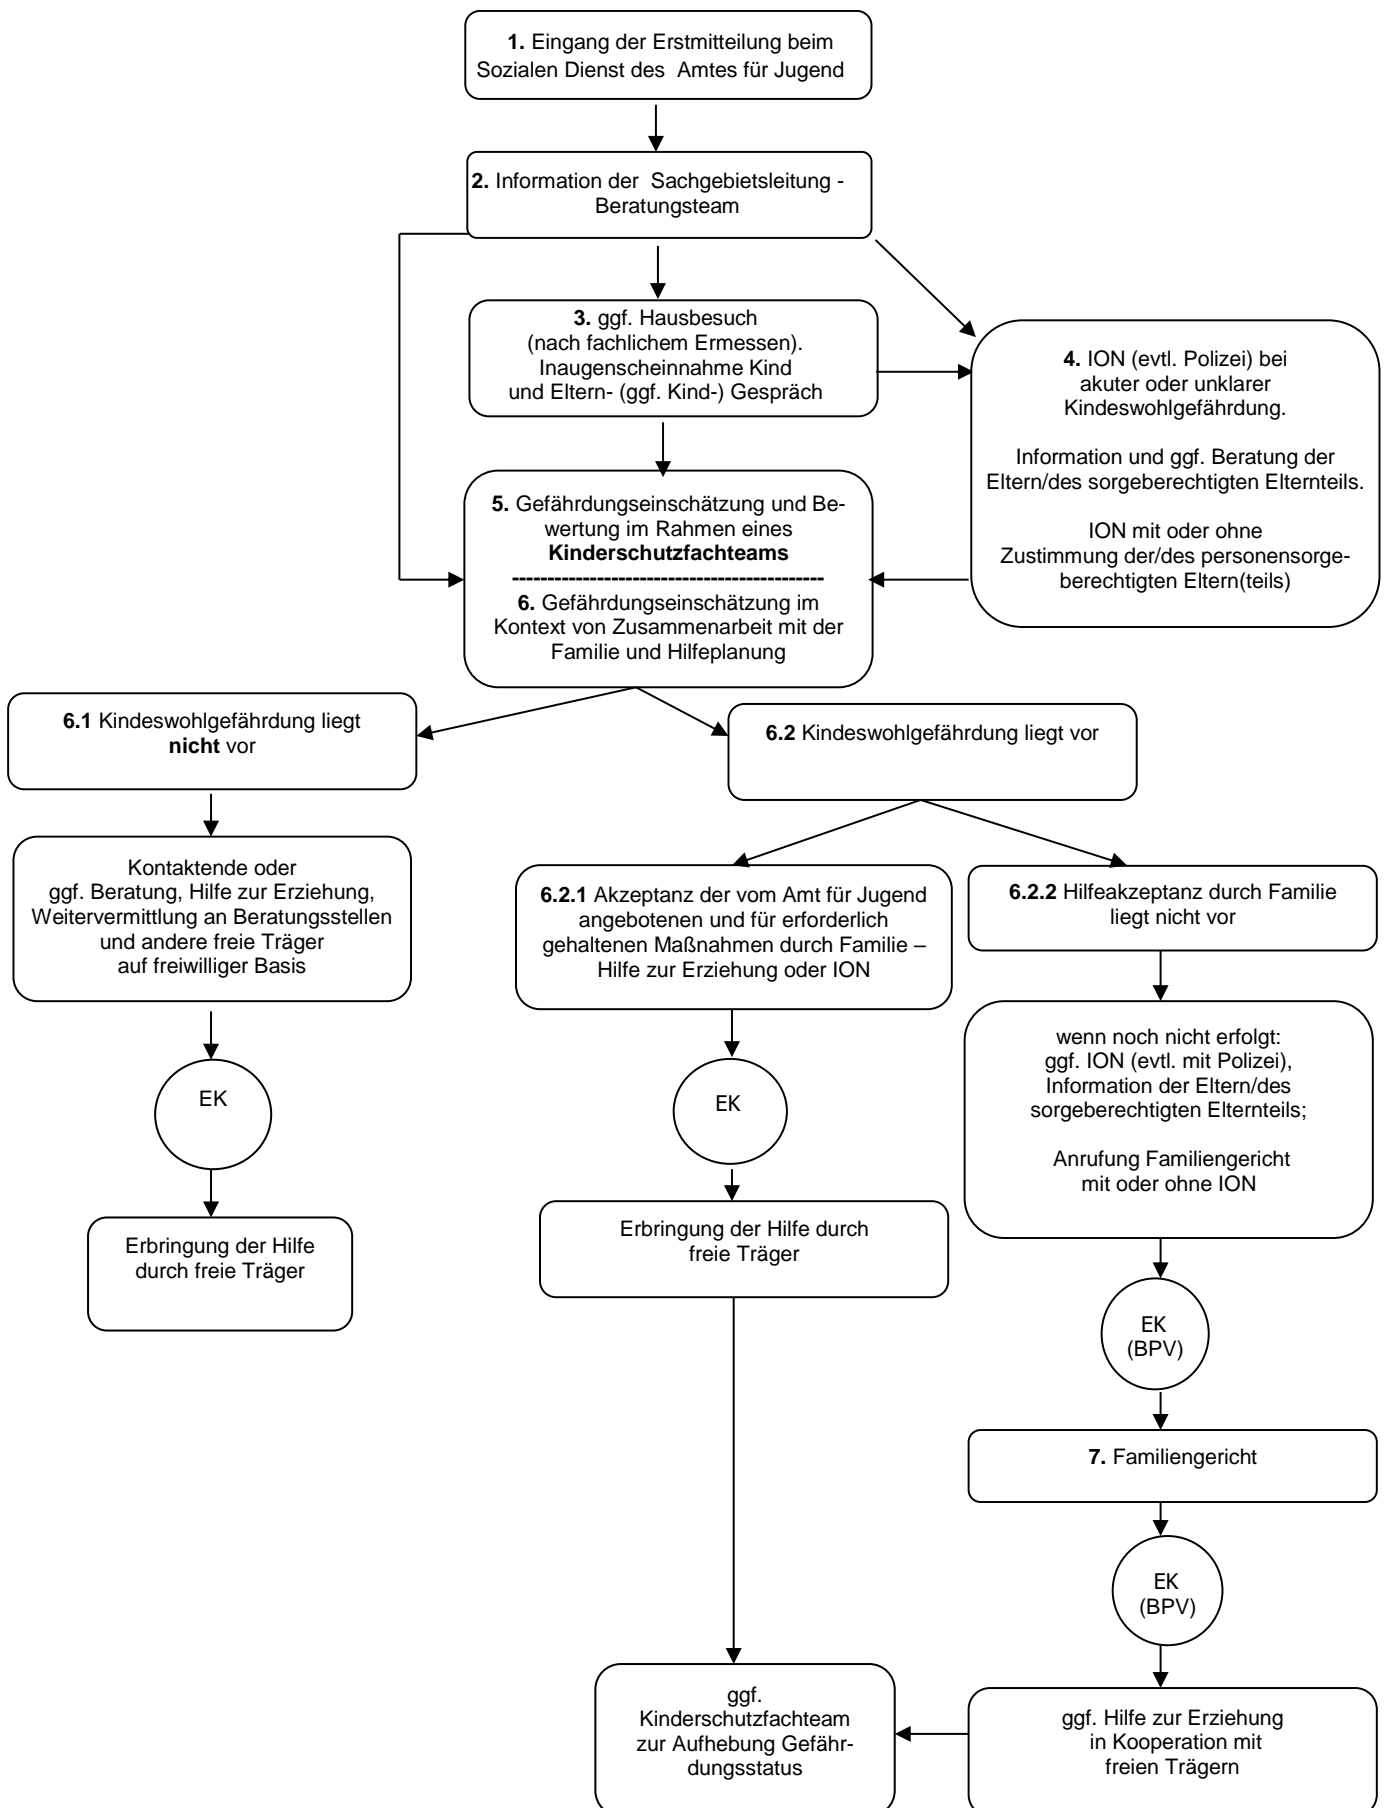 1. Eingang der Erstmitteilung beim
Sozialen Dienst des Amtes für Jugend
2. Information der Sachgebietsleitung -
Beratungsteam
3. ggf. Hausbesuch
(nach fachlichem Ermessen).
Inaugenscheinnahme Kind
und Eltern- (ggf. Kind-) Gespräch
4. ION (evtl. Polizei) bei
akuter oder unklarer
Kindeswohlgefährdung.
Information und ggf. Beratung der
Eltern/des sorgeberechtigten Elternteils.
ION mit oder ohne
Zustimmung der/des personensorge-
berechtigten Eltern(teils)
5. Gefährdungseinschätzung und Be-
wertung im Rahmen eines
Kinderschutzfachteams
--------------------------------------------
6. Gefährdungseinschätzung im
Kontext von Zusammenarbeit mit der
Familie und Hilfeplanung
6.1 Kindeswohlgefährdung liegt
nicht vor
6.2 Kindeswohlgefährdung liegt vor
Kontaktende oder
ggf. Beratung, Hilfe zur Erziehung,
Weitervermittlung an Beratungsstellen
und andere freie Träger
auf freiwilliger Basis
6.2.1 Akzeptanz der vom Amt für Jugend
angebotenen und für erforderlich
gehaltenen Maßnahmen durch Familie –
Hilfe zur Erziehung oder ION
6.2.2 Hilfeakzeptanz durch Familie
liegt nicht vor
wenn noch nicht erfolgt:
ggf. ION (evtl. mit Polizei),
Information der Eltern/des
sorgeberechtigten Elternteils;
Anrufung Familiengericht
mit oder ohne ION
EK
EK
Erbringung der Hilfe
durch freie Träger
Erbringung der Hilfe durch
freie Träger
EK
(BPV)
7. Familiengericht
EK
(BPV)
ggf.
Kinderschutzfachteam
zur Aufhebung Gefähr-
dungsstatus
ggf. Hilfe zur Erziehung
in Kooperation mit
freien Trägern